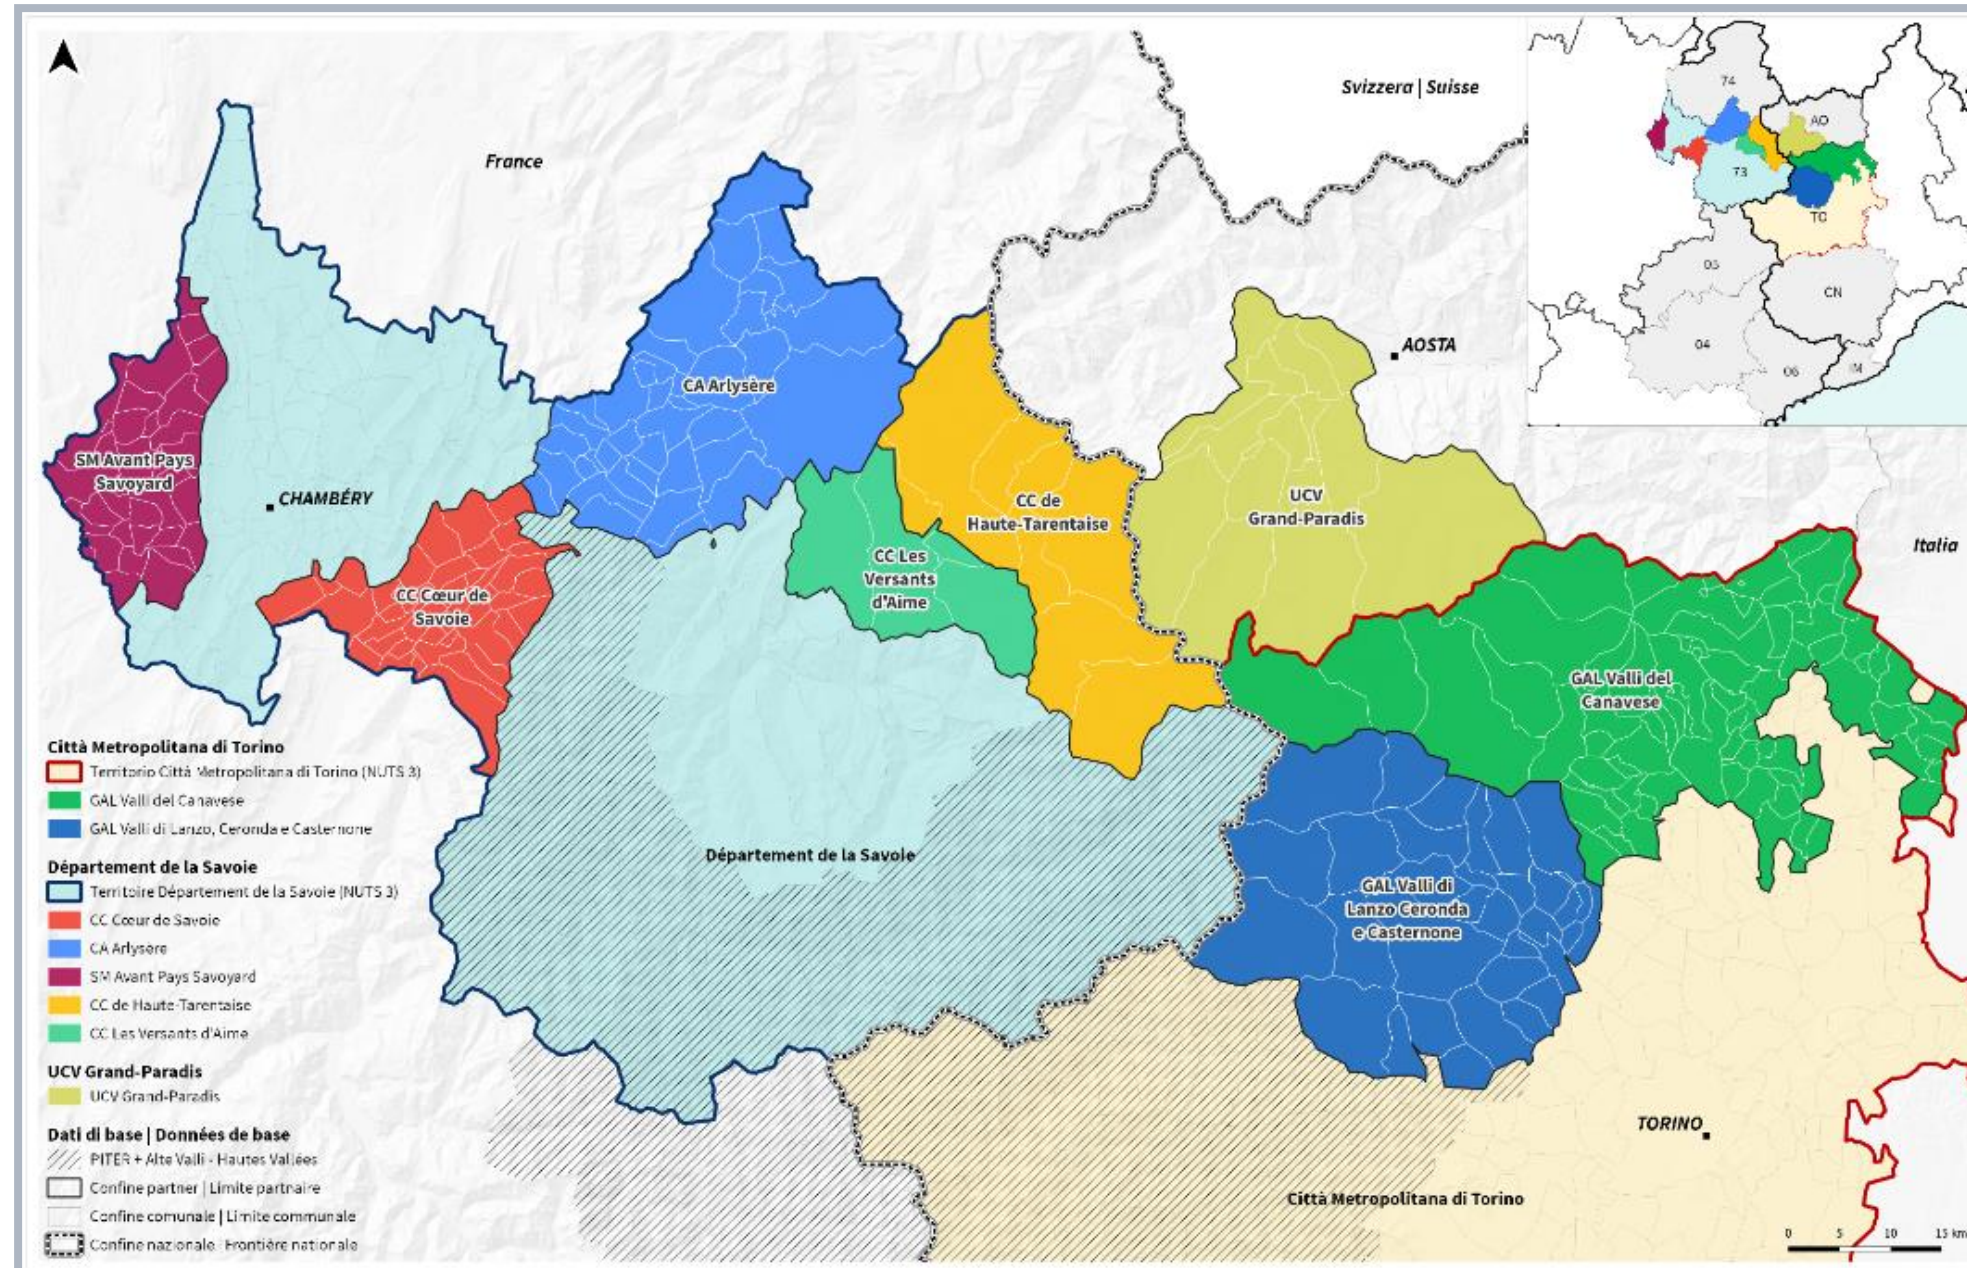 France
Svizzera | Suisse
AOSTA
CA Arlysère
SM Avant Pays
Savoyard
CHAMBÉRY
CC de
Haute-Tarentaise
UCV
Grand-Paradis
Italia
CC Les
Versants
d'Aime
CC Cœur de
Savoie
GAL Valli del
Canavese
Département de la Savoie
GAL Valli di
Lanzo Ceronda
e Casternone
TORINO
Città Metropolitana di Torino
74
AO
73
TO
05
CN
04
06
IM
Città Metropolitana di Torino
Territorio Città Metropolitana di Torino (NUTS 3)
GAL Valli del Canavese
GAL Valli di Lanzo, Ceronda e Casternone
Département de la Savoie
Territoire Département de la Savoie (NUTS 3)
CC Cœur de Savoie
CA Arlysère
SM Avant Pays Savoyard
CC de Haute-Tarentaise
CC Les Versants d'Aime
UCV Grand-Paradis
UCV Grand-Paradis
Dati di base | Données de base
PITER + Alte Valli - Hautes Vallées
Confine partner | Limite partnaire
Confine comunale | Limite communale
Confine nazionale | Frontière nationale
0 5 10 15 km